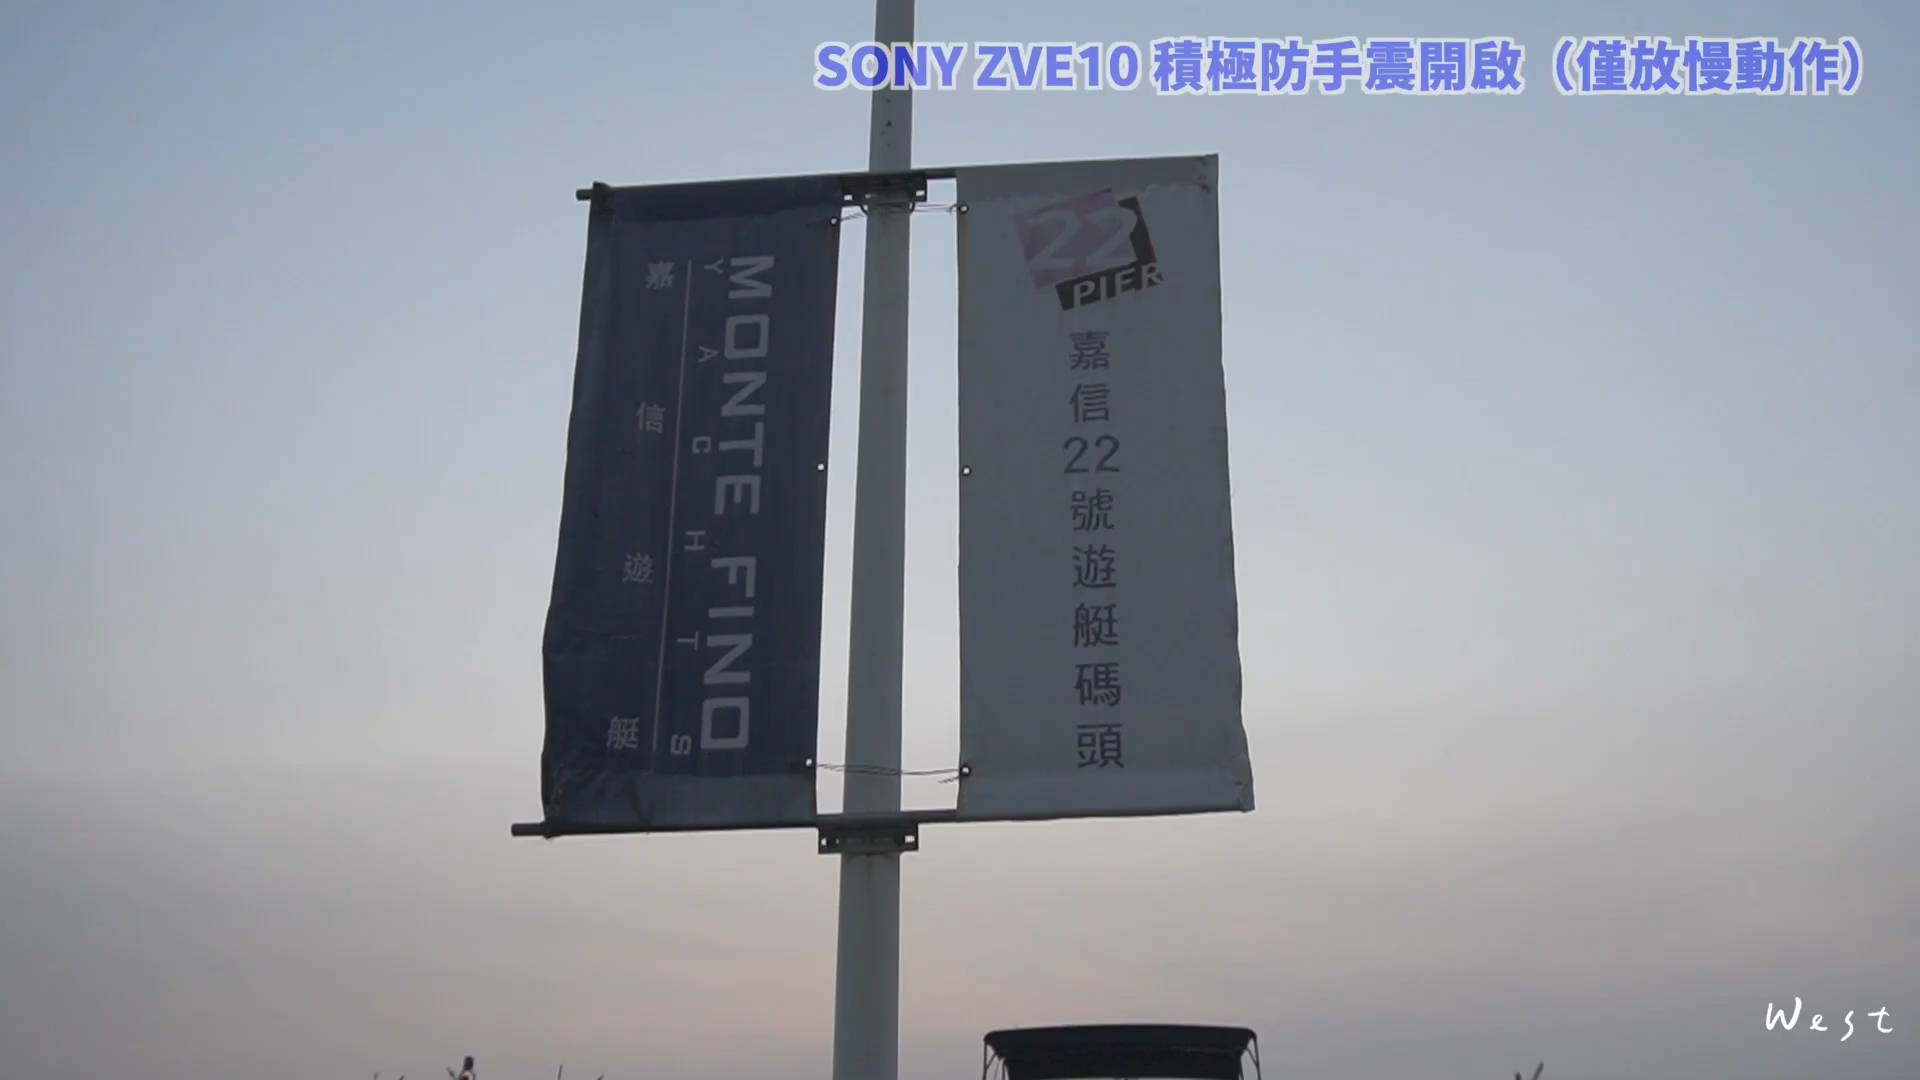 SONY ZVE10 積極防手震開啟（僅放慢動作）
MONTE FINO
YACHTS
嘉信遊艇
22
PIER
嘉信22號遊艇碼頭
West